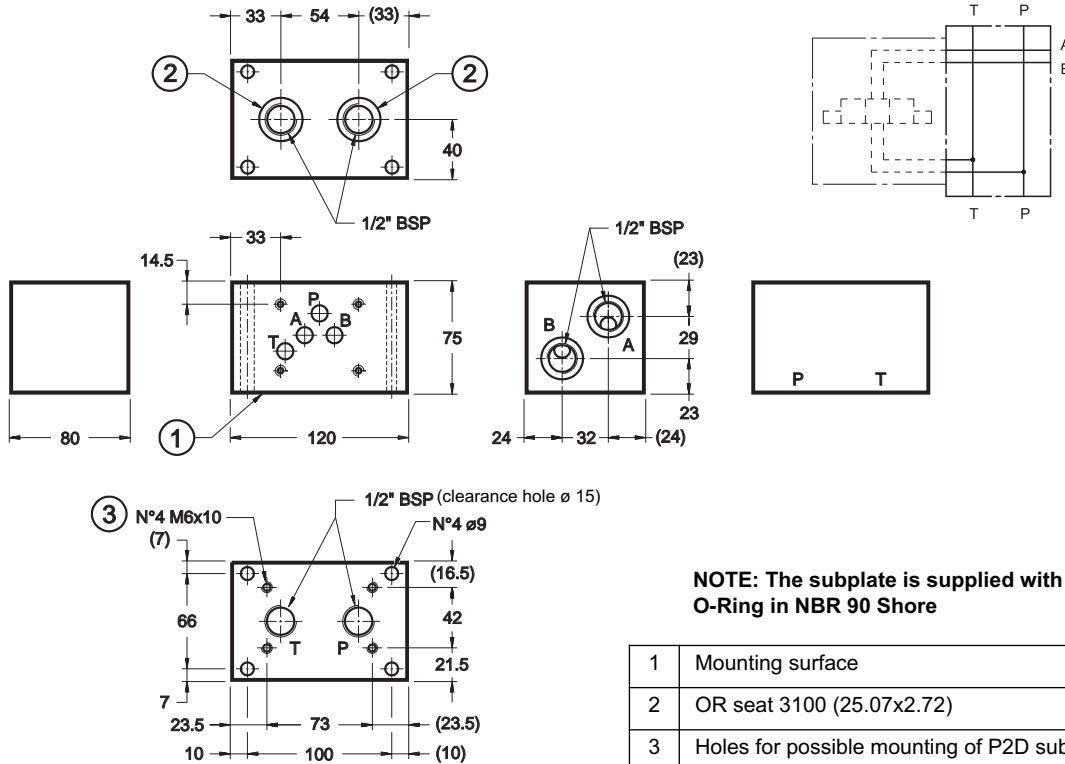 33 54 (33)
T P
A
2 2
40
1/2" BSP
T P
33
14.5
P
A B
T
75
1/2" BSP
(23)
B
A
29
23
P T
80
1
120
24 32 (24)
1/2" BSP (clearance hole ø 15)
3 N°4 M6x10
N°4 ø9
(7)
(16.5)
66
42
T P
21.5
7
23.5 73 (23.5)
10 100 (10)
NOTE: The subplate is supplied with
O-Ring in NBR 90 Shore
1 Mounting surface
2 OR seat 3100 (25.07x2.72)
3 Holes for possible mounting of P2D